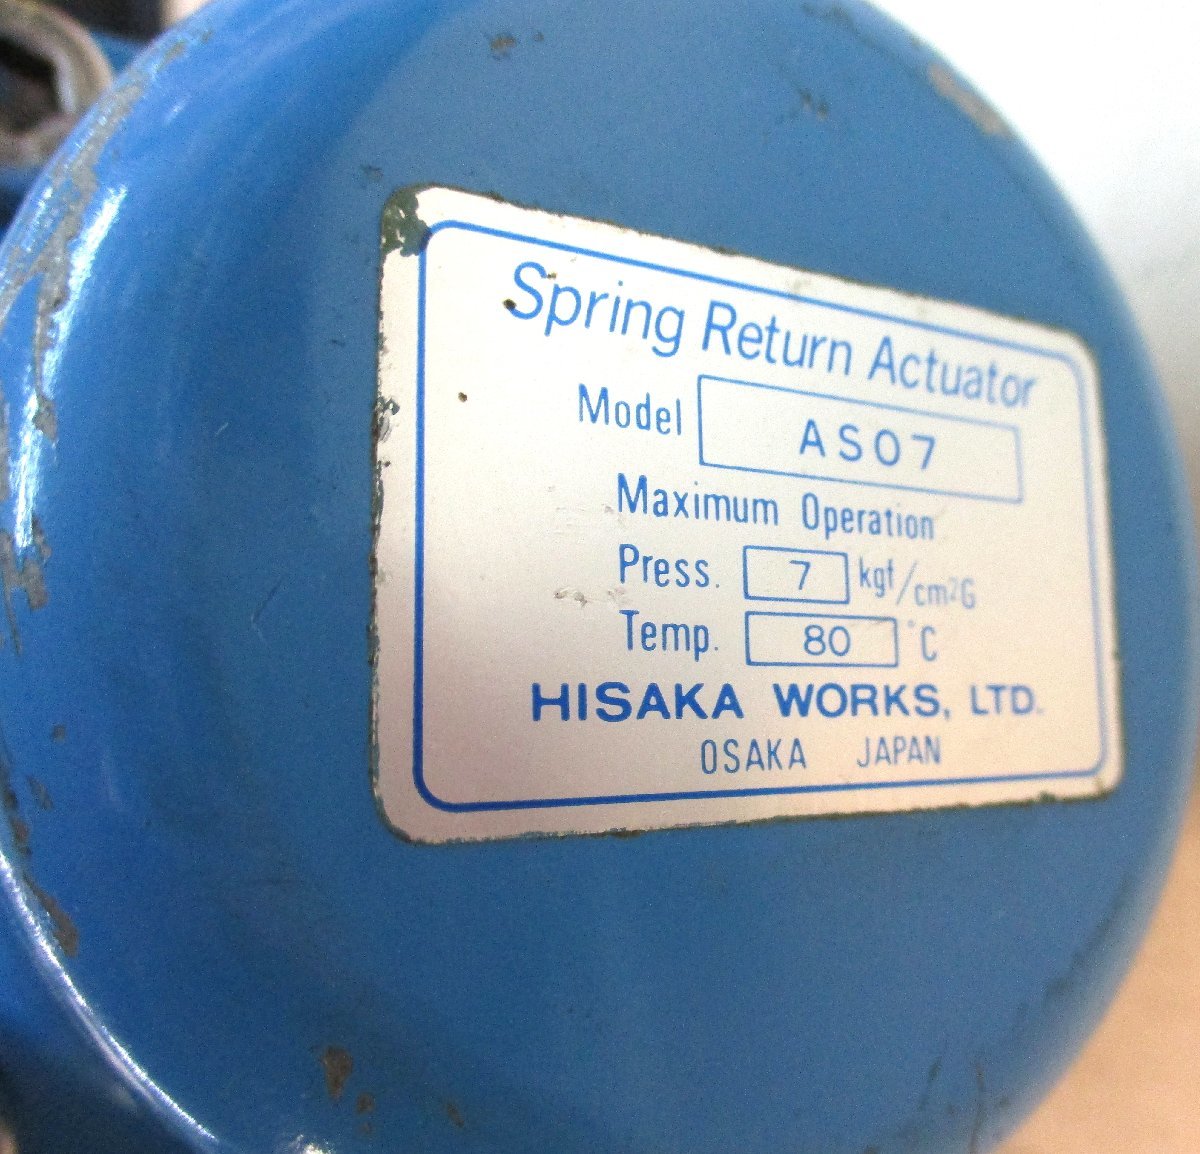 Spring Return Actuator
Model AS07
Maximum Operation
Press. 7 kgf/cm²G
Temp. 80 °C
HISAKA WORKS, LTD.
OSAKA JAPAN